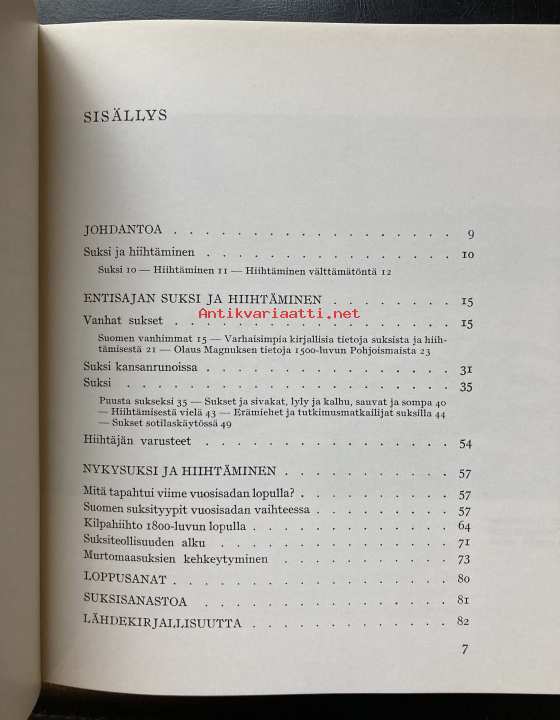 SISÄLLYS
JOHDANTOA . . . . . . . . . . . . . . . . . . 9
Suksi ja hiihtäminen . . . . . . . . . . . . . . . . 10
Suksi 10 — Hiihtäminen 11 — Hiihtäminen välttämätöntä 12
ENTISAJAN SUKSI JA HIIHTÄMINEN . . . . . . . . 15
Antikvariaatti.net
Vanhat sukset . . . . . . . . . . . . . . . . . . 15
Suomen vanhimmat 15 — Varhaisimpia kirjallisia tietoja suksista ja hiih-
tämisestä 21 — Olaus Magnuksen tietoja 1500-luvun Pohjoismaista 23
Suksi kansanrunoissa . . . . . . . . . . . . . . . . 31
Suksi . . . . . . . . . . . . . . . . . . . . 35
Puusta sukseksi 35 — Sukset ja sivakat, lyly ja kalhu, sauvat ja sompa 40
— Hiihtämisestä vielä 43 — Erämiehet ja tutkimusmatkailijat suksilla 44
— Sukset sotilaskäytössä 49
Hiihtäjän varusteet . . . . . . . . . . . . . . . . 54
NYKYSUKSI JA HIIHTÄMINEN . . . . . . . . . . . 57
Mitä tapahtui viime vuosisadan lopulla? . . . . . . . . . . 57
Suomen suksityypit vuosisadan vaihteessa . . . . . . . . . 57
Kilpahiihto 1800-luvun lopulla . . . . . . . . . . . . . 64
Suksiteollisuuden alku . . . . . . . . . . . . . . . 71
Murtomaasuksien kehkeytyminen . . . . . . . . . . . . 73
LOPPUSANAT . . . . . . . . . . . . . . . . . . 80
SUKSISANASTOA . . . . . . . . . . . . . . . . 81
LÄHDEKIRJALLISUUTTA . . . . . . . . . . . . . 82
7